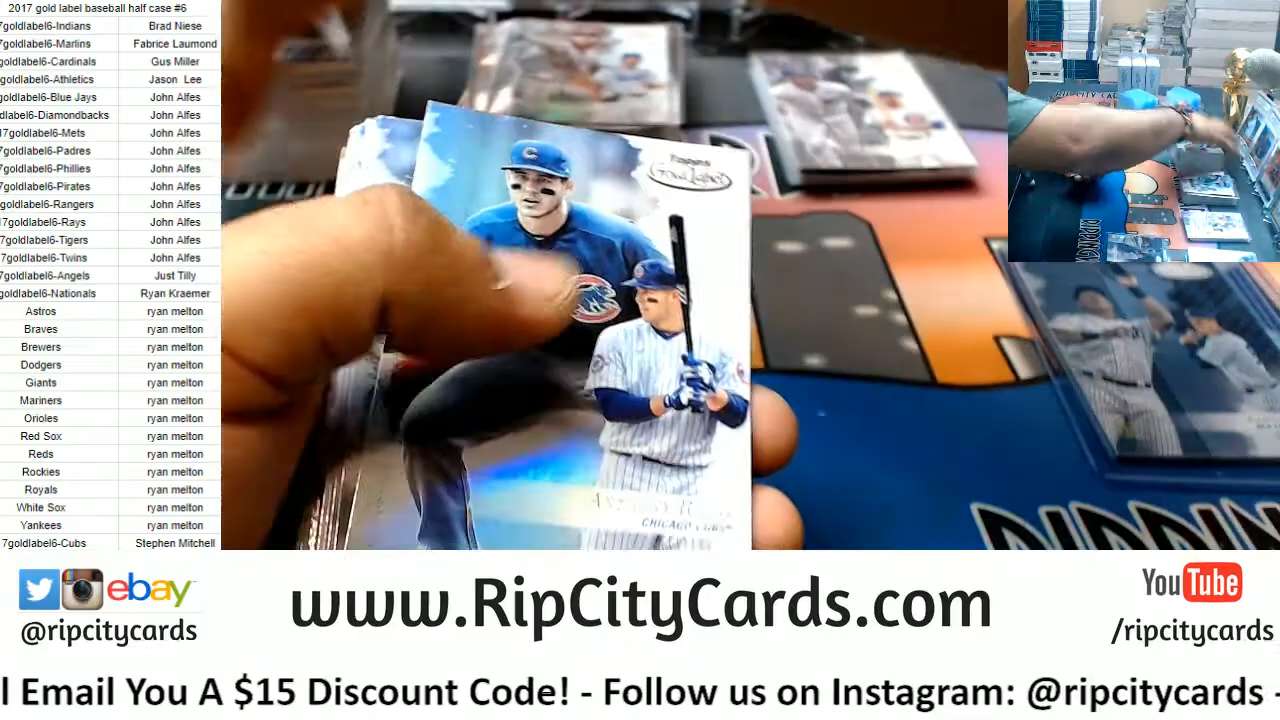 2017 gold label baseball half case #6
7goldlabel6-Indians Brad Niese
7goldlabel6-Marlins Fabrice Laumond
goldlabel6-Cardinals Gus Miller
goldlabel6-Athletics Jason Lee
goldlabel6-Blue Jays John Alfes
dlabel6-Diamondbacks John Alfes
17goldlabel6-Mets John Alfes
7goldlabel6-Padres John Alfes
7goldlabel6-Phillies John Alfes
7goldlabel6-Pirates John Alfes
goldlabel6-Rangers John Alfes
17goldlabel6-Rays John Alfes
7goldlabel6-Tigers John Alfes
7goldlabel6-Twins John Alfes
7goldlabel6-Angels Just Tilly
goldlabel6-Nationals Ryan Kraemer
Astros ryan melton
Braves ryan melton
Brewers ryan melton
Dodgers ryan melton
Giants ryan melton
Mariners ryan melton
Orioles ryan melton
Red Sox ryan melton
Reds ryan melton
Rockies ryan melton
Royals ryan melton
White Sox ryan melton
Yankees ryan melton
7goldlabel6-Cubs Stephen Mitchell
Topps
Gold Label
CHICAGO CUBS
ebay
@ripcitycards
www.RipCityCards.com
YouTube
/ripcitycards
l Email You A $15 Discount Code! - Follow us on Instagram: @ripcitycards -